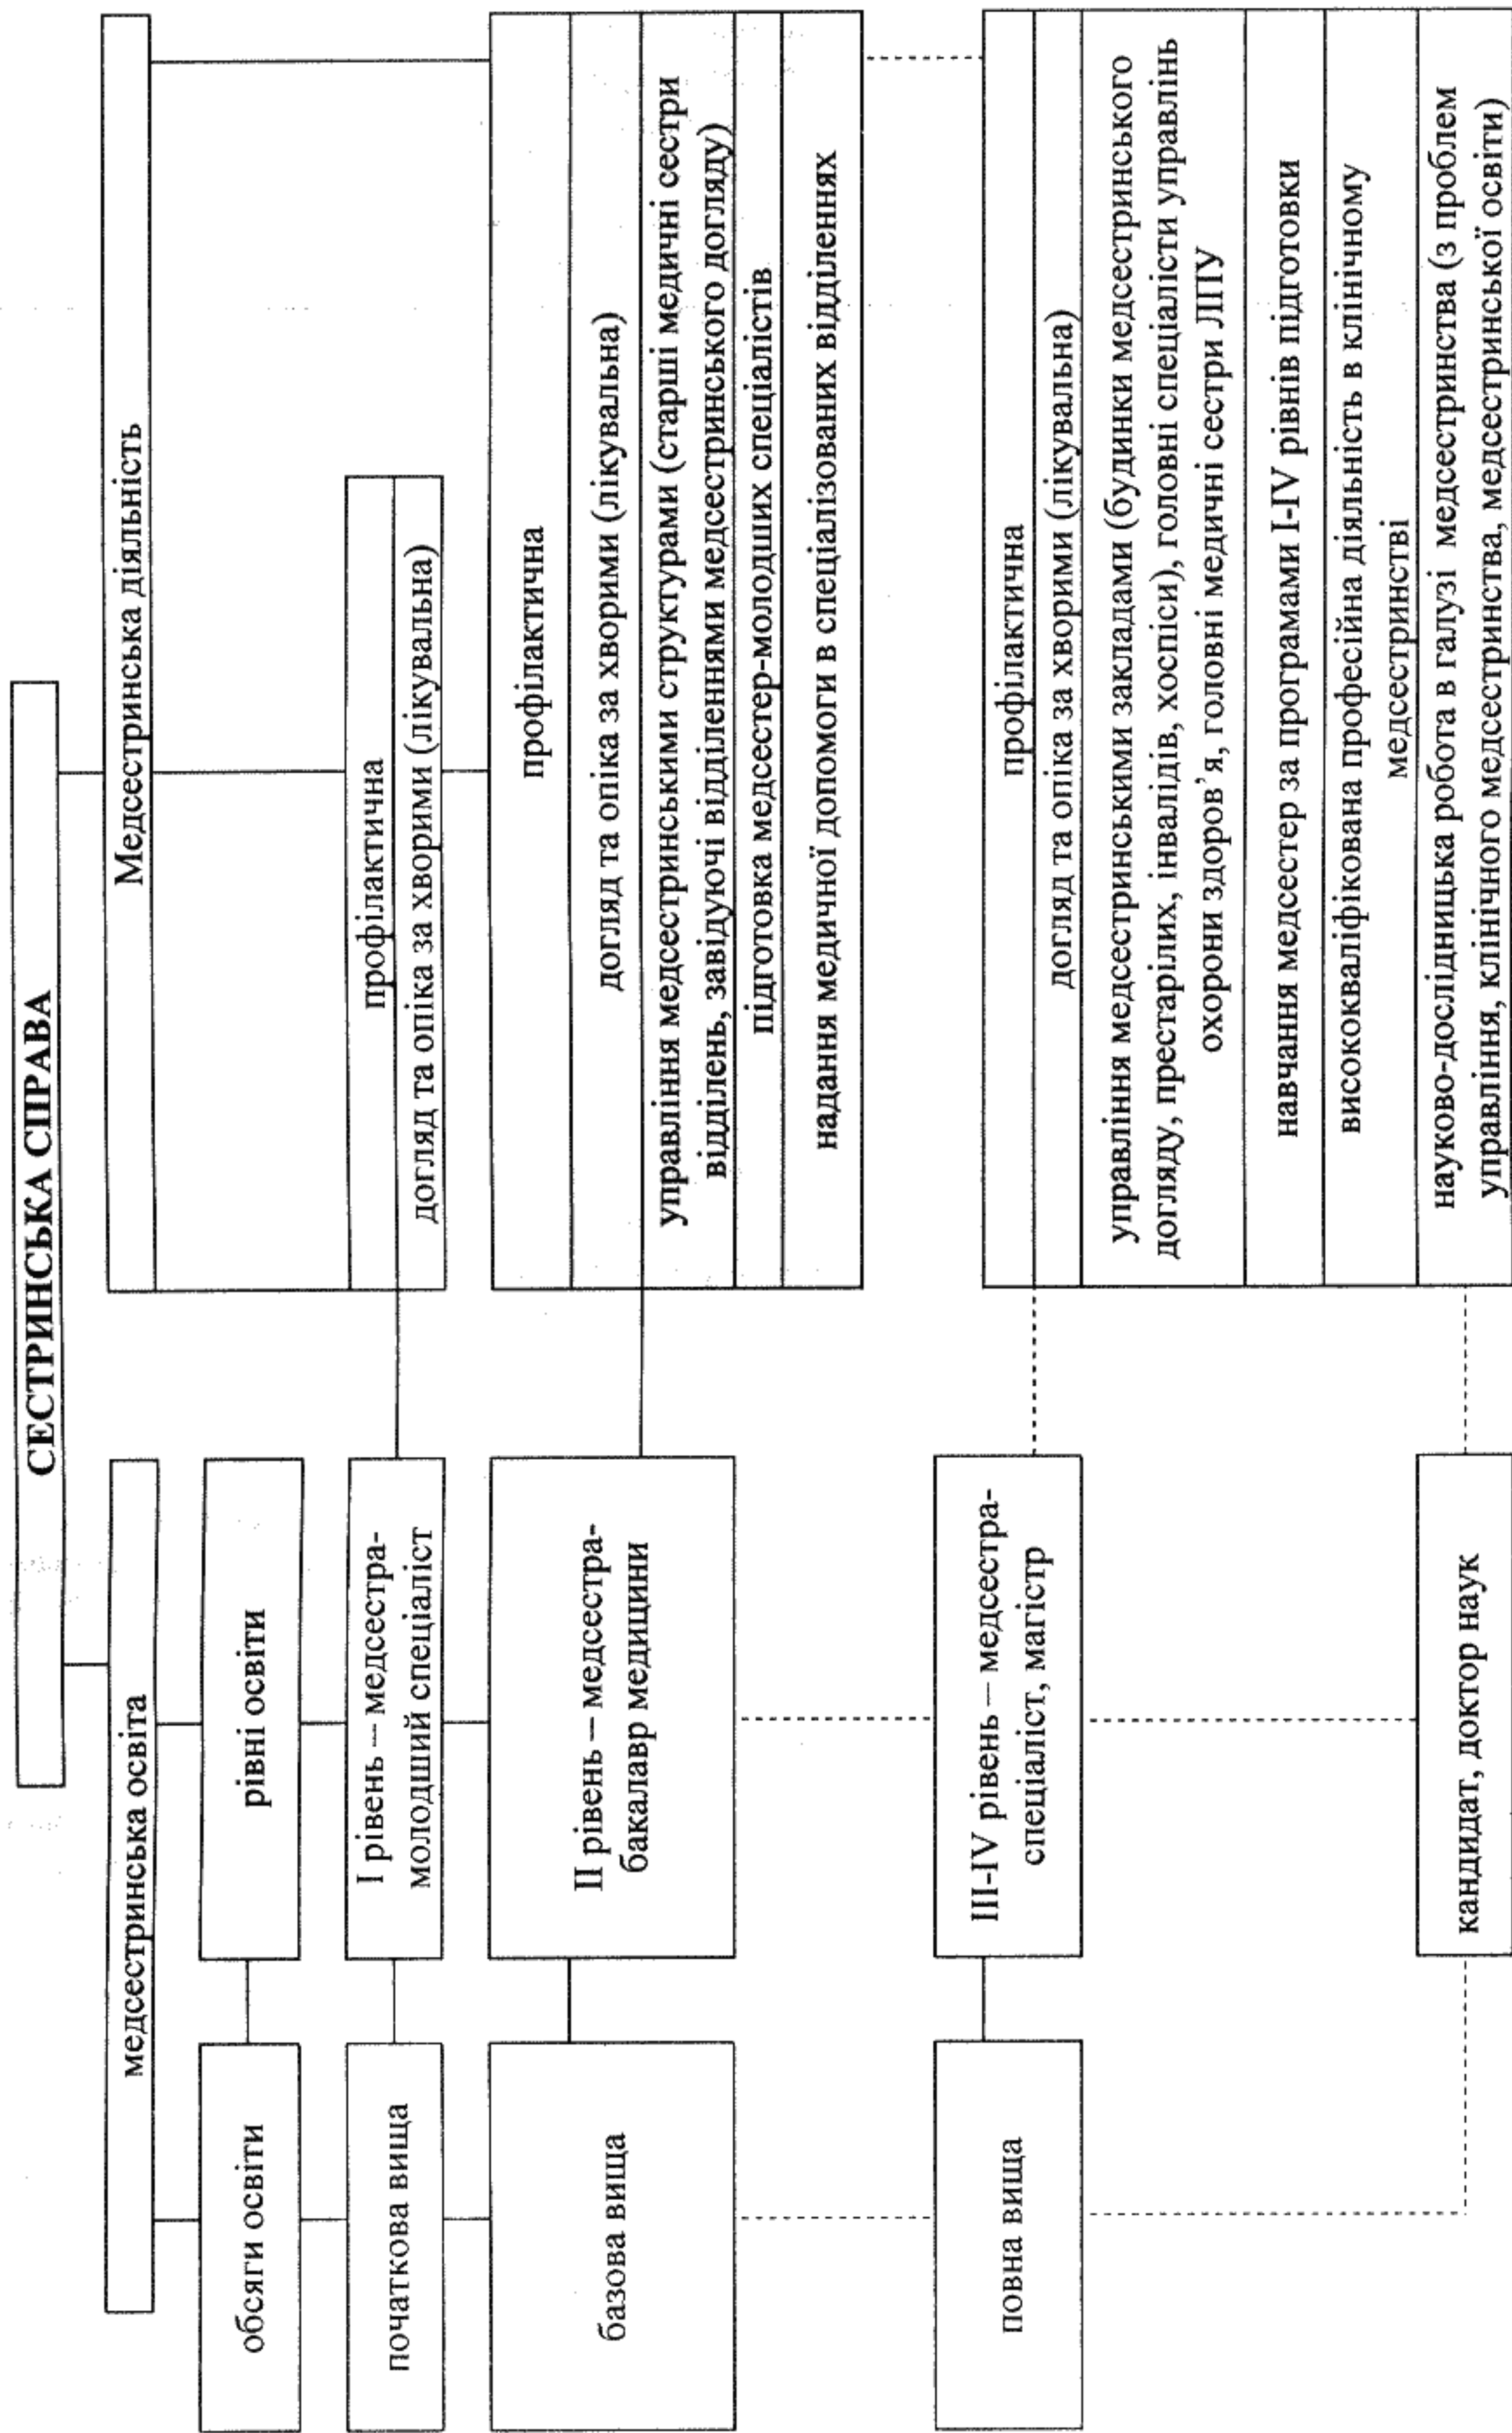 СЕСТРИНСЬКА СПРАВА
медсестринська освіта
Медсестринська діяльність
обсяги освіти
рівні освіти
початкова вища
І рівень – медсестра-
молодший спеціаліст
профілактична
догляд та опіка за хворими (лікувальна)
базова вища
ІІ рівень – медсестра-
бакалавр медицини
профілактична
догляд та опіка за хворими (лікувальна)
управління медсестринськими структурами (старші медичні сестри
відділень, завідуючі відділеннями медсестринського догляду)
підготовка медсестер-молодших спеціалістів
надання медичної допомоги в спеціалізованих відділеннях
повна вища
ІІІ-IV рівень – медсестра-
спеціаліст, магістр
профілактична
догляд та опіка за хворими (лікувальна)
управління медсестринськими закладами (будинки медсестринського
догляду, престарілих, інвалідів, хоспіси), головні спеціалісти управлінь
охорони здоров'я, головні медичні сестри ЛПУ
навчання медсестер за програмами I-IV рівнів підготовки
висококваліфікована професійна діяльність в клінічному
медсестринстві
кандидат, доктор наук
науково-дослідницька робота в галузі медсестринства (з проблем
управління, клінічного медсестринства, медсестринської освіти)